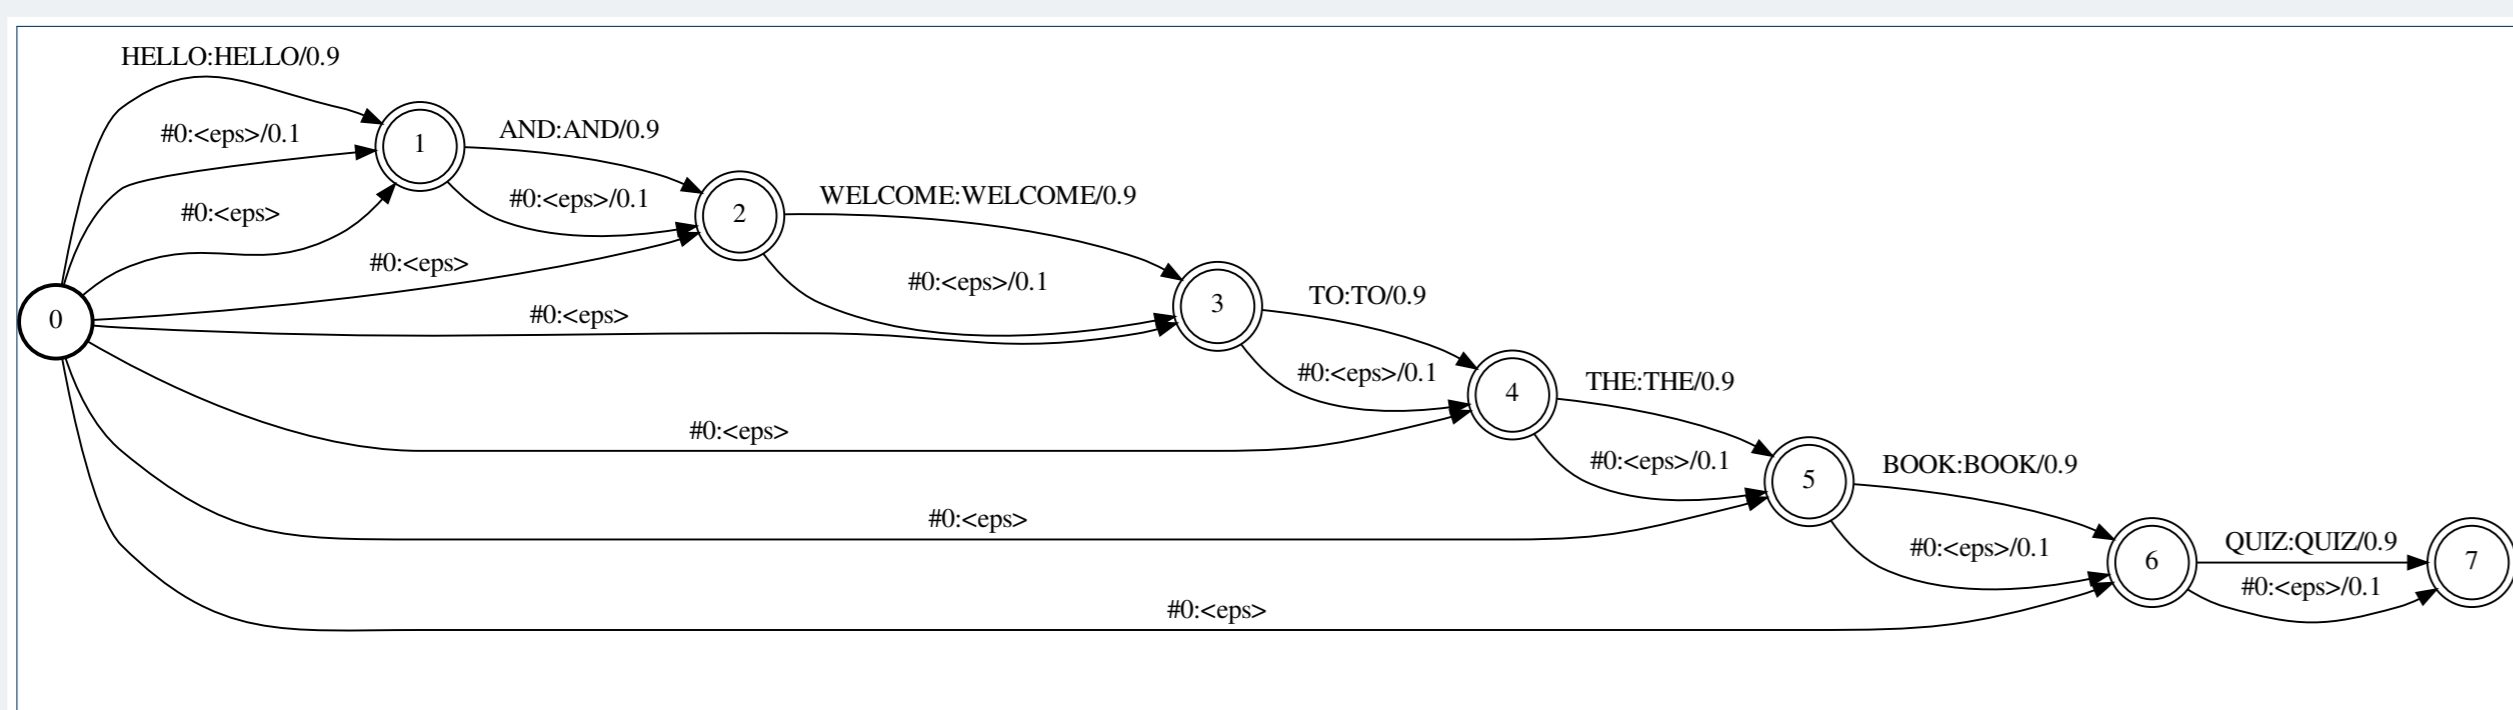 HELLO:HELLO/0.9
#0:<eps>/0.1
1
AND:AND/0.9
#0:<eps>
#0:<eps>/0.1
2
WELCOME:WELCOME/0.9
#0:<eps>
#0:<eps>/0.1
0
#0:<eps>
3
TO:TO/0.9
#0:<eps>/0.1
4
THE:THE/0.9
#0:<eps>
#0:<eps>/0.1
5
BOOK:BOOK/0.9
#0:<eps>
#0:<eps>/0.1
6
QUIZ:QUIZ/0.9
7
#0:<eps>/0.1
#0:<eps>